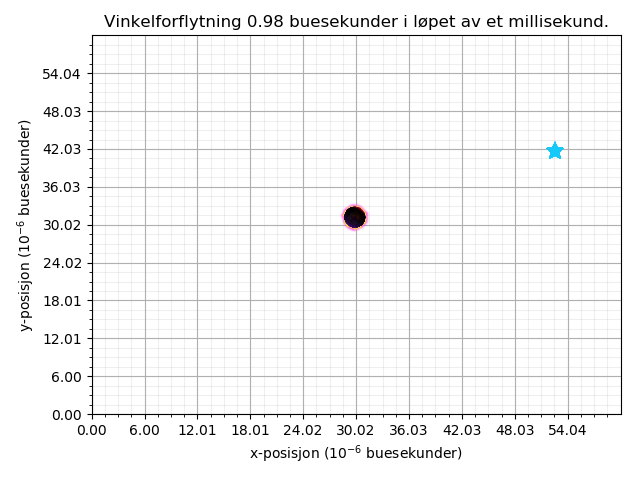 Vinkelforflytning 0.98 buesekunder i løpet av et millisekund.
54.04
48.03
42.03
36.03
30.02
24.02
18.01
12.01
6.00
0.00
y-posisjon (10⁻⁶ buesekunder)
0.00 6.00 12.01 18.01 24.02 30.02 36.03 42.03 48.03 54.04
x-posisjon (10⁻⁶ buesekunder)